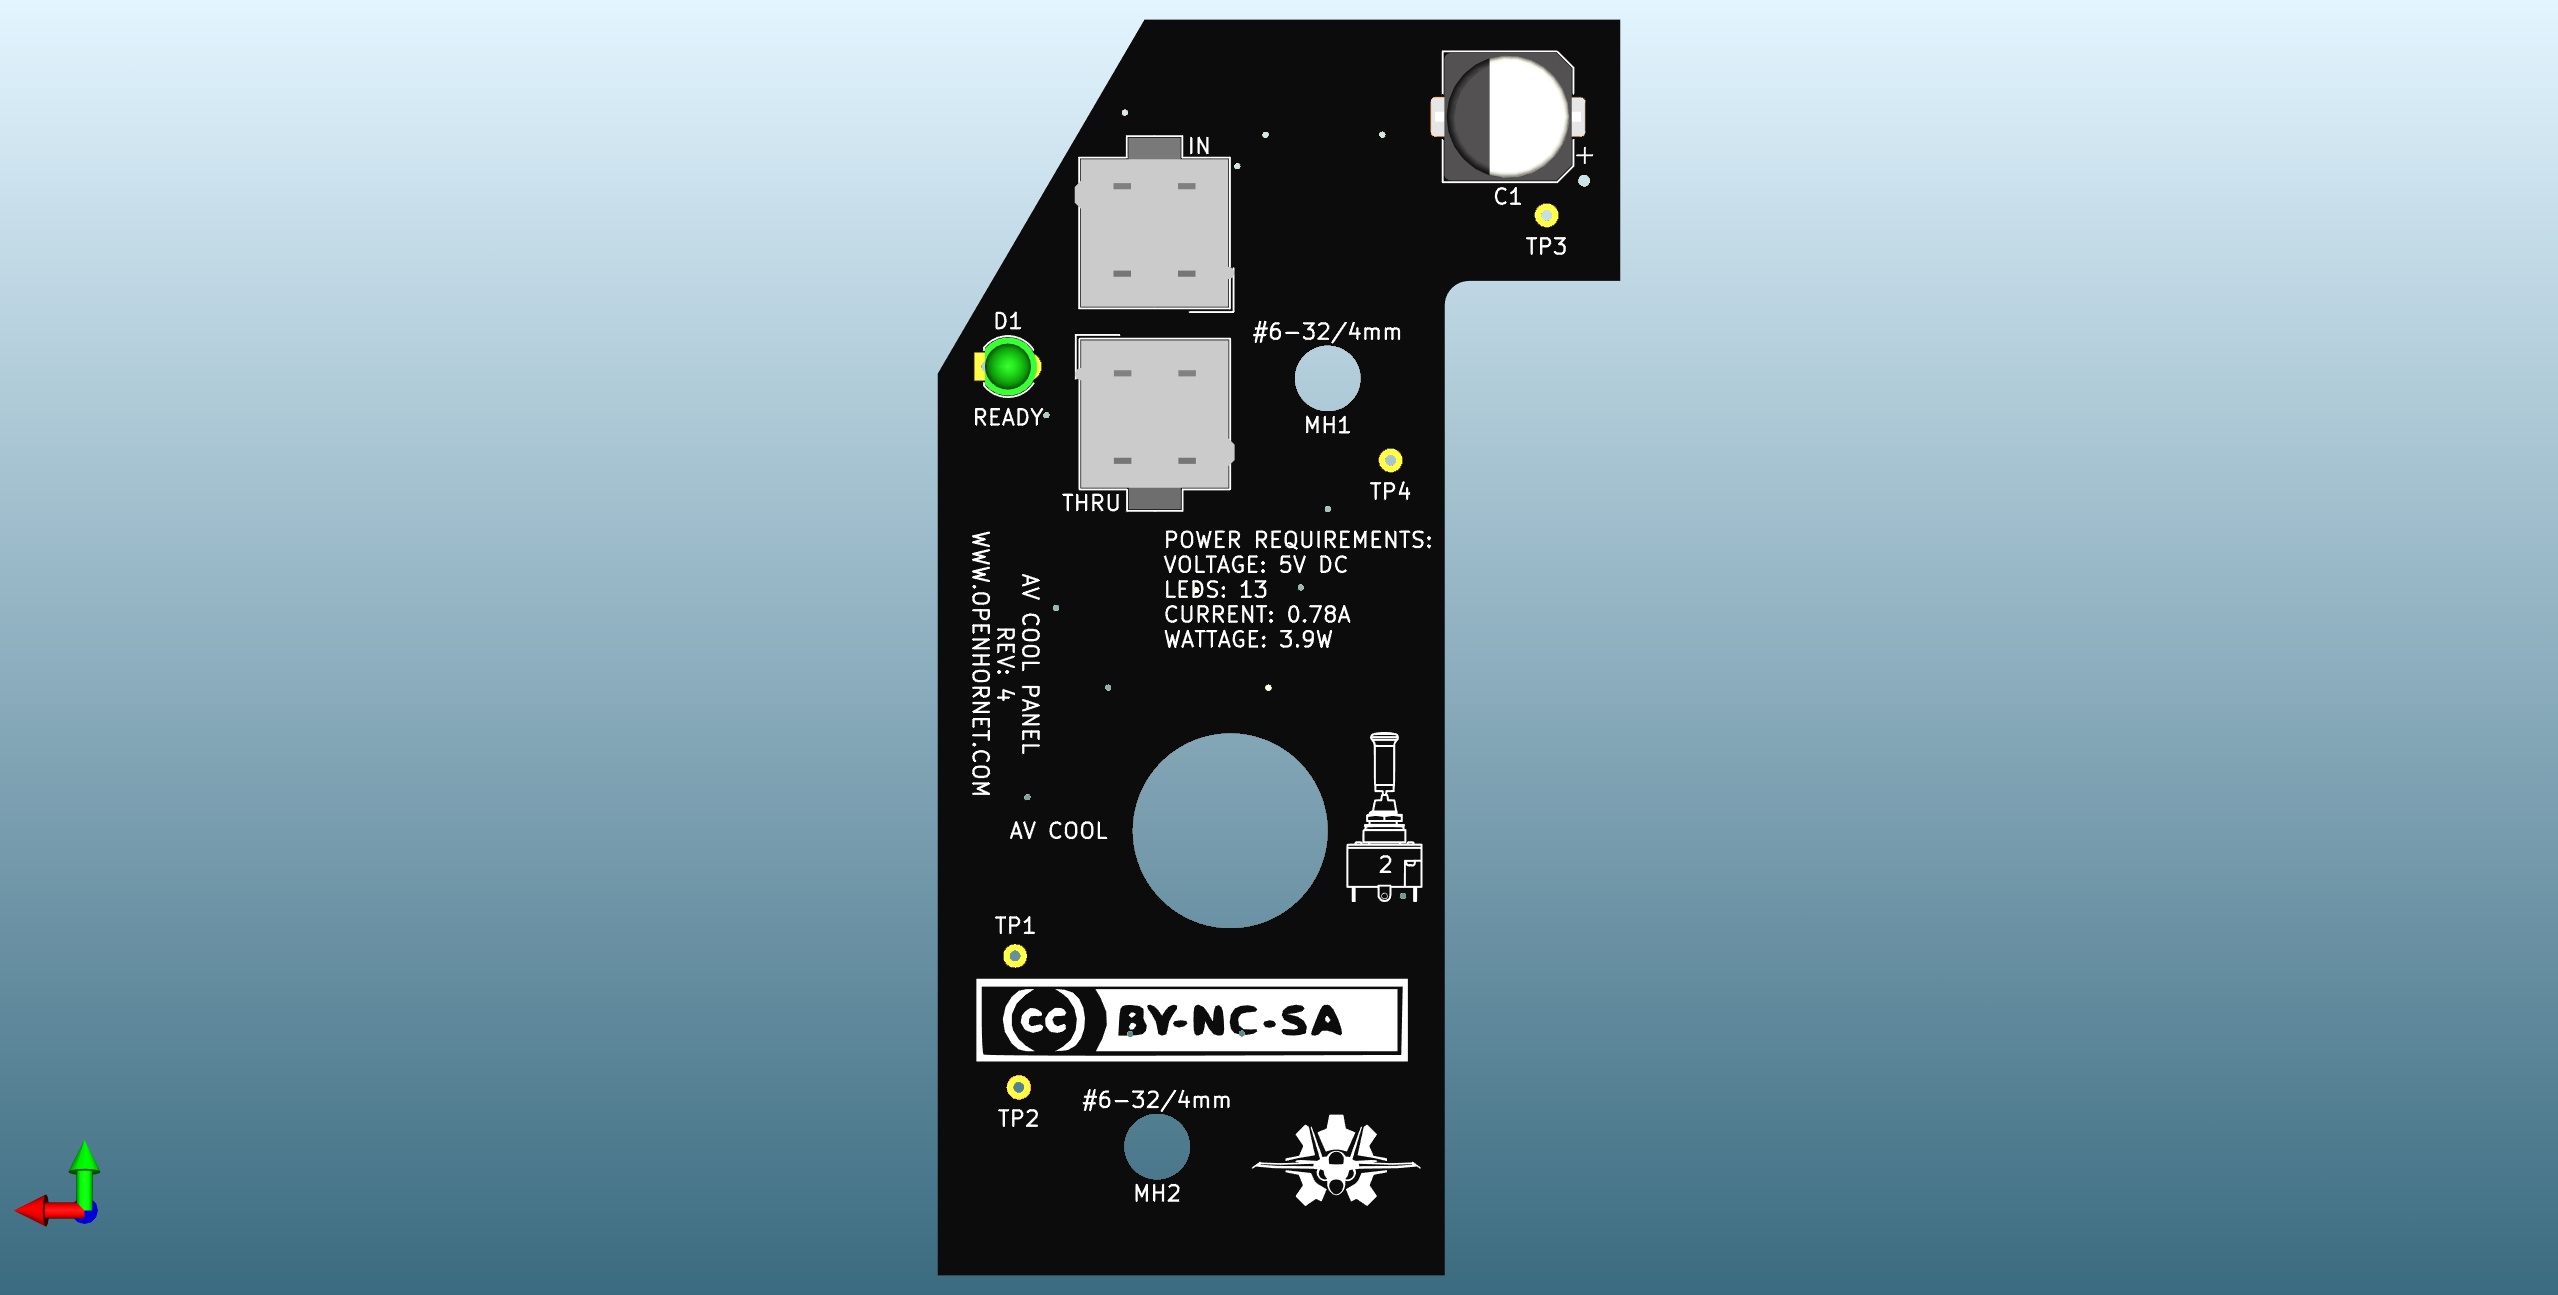 IN
+
C1
TP3
D1
#6-32/4mm
READY
MH1
TP4
THRU
POWER REQUIREMENTS:
VOLTAGE: 5V DC
LEDS: 13
CURRENT: 0.78A
WATTAGE: 3.9W
AV COOL PANEL
REV: 4
WWW.OPENHORNET.COM
AV COOL
2
TP1
cc BY-NC-SA
TP2
#6-32/4mm
MH2